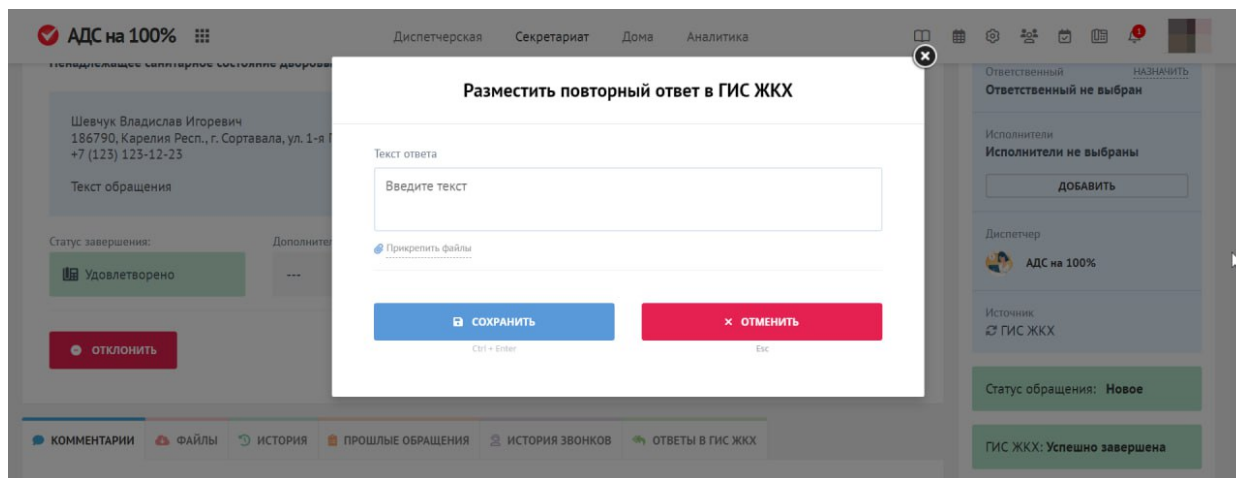 АДС на 100%
Диспетчерская Секретариат Дома Аналитика
1
Ненадлежащее санитарное состояние
Шевчук Владислав Игоревич
186790, Карелия Респ., г. Сортавала, ул. 1-я
+7 (123) 123-12-23
Текст обращения
Статус завершения:
Удовлетворено
---
ОТКЛОНИТЬ
Разместить повторный ответ в ГИС ЖКХ
Текст ответа
Введите текст
Прикрепить файлы
СОХРАНИТЬ
Ctrl + Enter
× ОТМЕНИТЬ
Esc
Ответственный НАЗНАЧИТЬ
Ответственный не выбран
Исполнители
Исполнители не выбраны
ДОБАВИТЬ
Диспетчер
АДС на 100%
Источник
ГИС ЖКХ
Статус обращения: Новое
ГИС ЖКХ: Успешно завершена
КОММЕНТАРИИ ФАЙЛЫ ИСТОРИЯ ПРОШЛЫЕ ОБРАЩЕНИЯ ИСТОРИЯ ЗВОНКОВ ОТВЕТЫ В ГИС ЖКХ